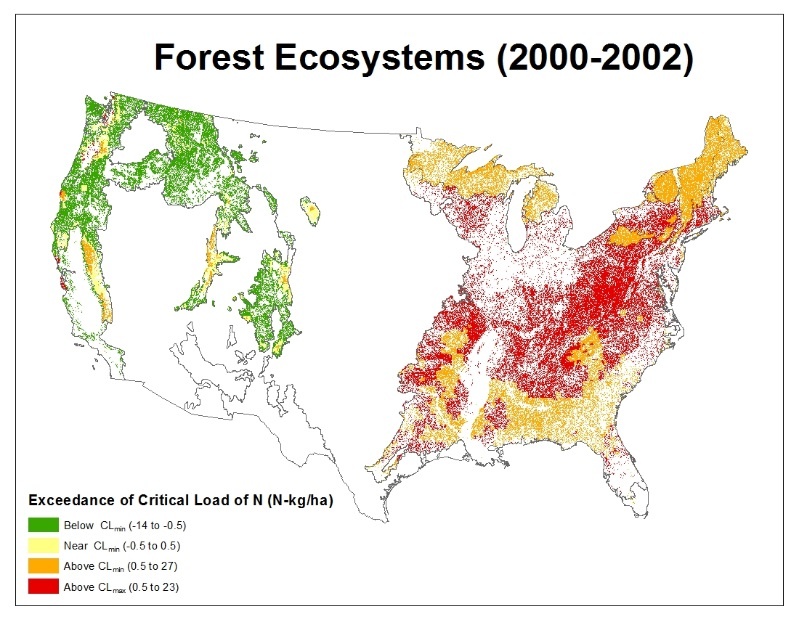 Forest Ecosystems (2000-2002)
Exceedance of Critical Load of N (N-kg/ha)
Below CLmin (-14 to -0.5)
Near CLmin (-0.5 to 0.5)
Above CLmin (0.5 to 27)
Above CLmax (0.5 to 23)